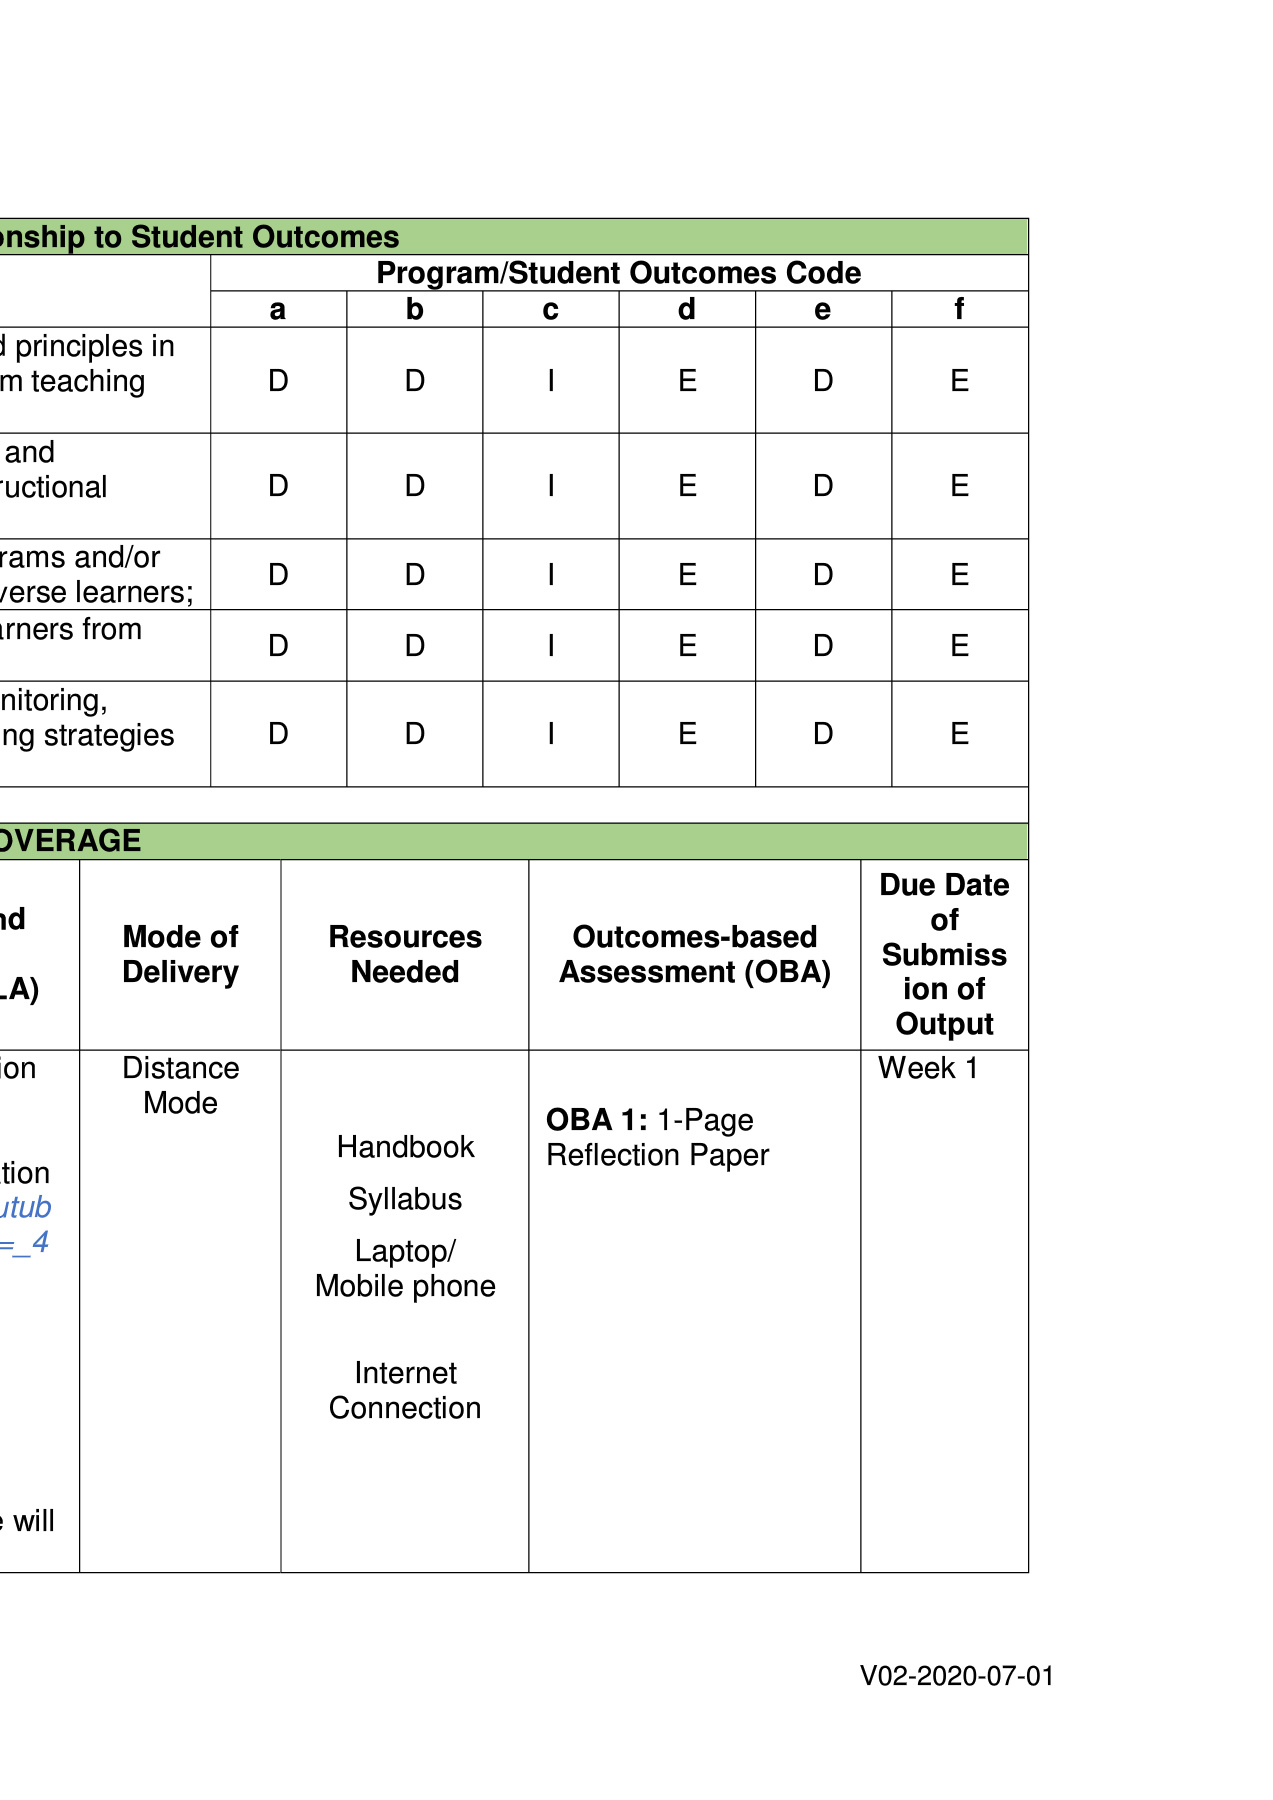 onship to Student Outcomes
Program/Student Outcomes Code
a b c d e f
d principles in
m teaching
D D I E D E
and
ructional
D D I E D E
rams and/or
verse learners;
D D I E D E
arners from
D D I E D E
nitoring,
ng strategies
D D I E D E
OVERAGE
nd
LA)
Mode of
Delivery
Resources
Needed
Outcomes-based
Assessment (OBA)
Due Date
of
Submiss
ion of
Output
ion
tion
utub
=_4
e will
Distance
Mode
Handbook
Syllabus
Laptop/
Mobile phone
Internet
Connection
OBA 1: 1-Page
Reflection Paper
Week 1
V02-2020-07-01